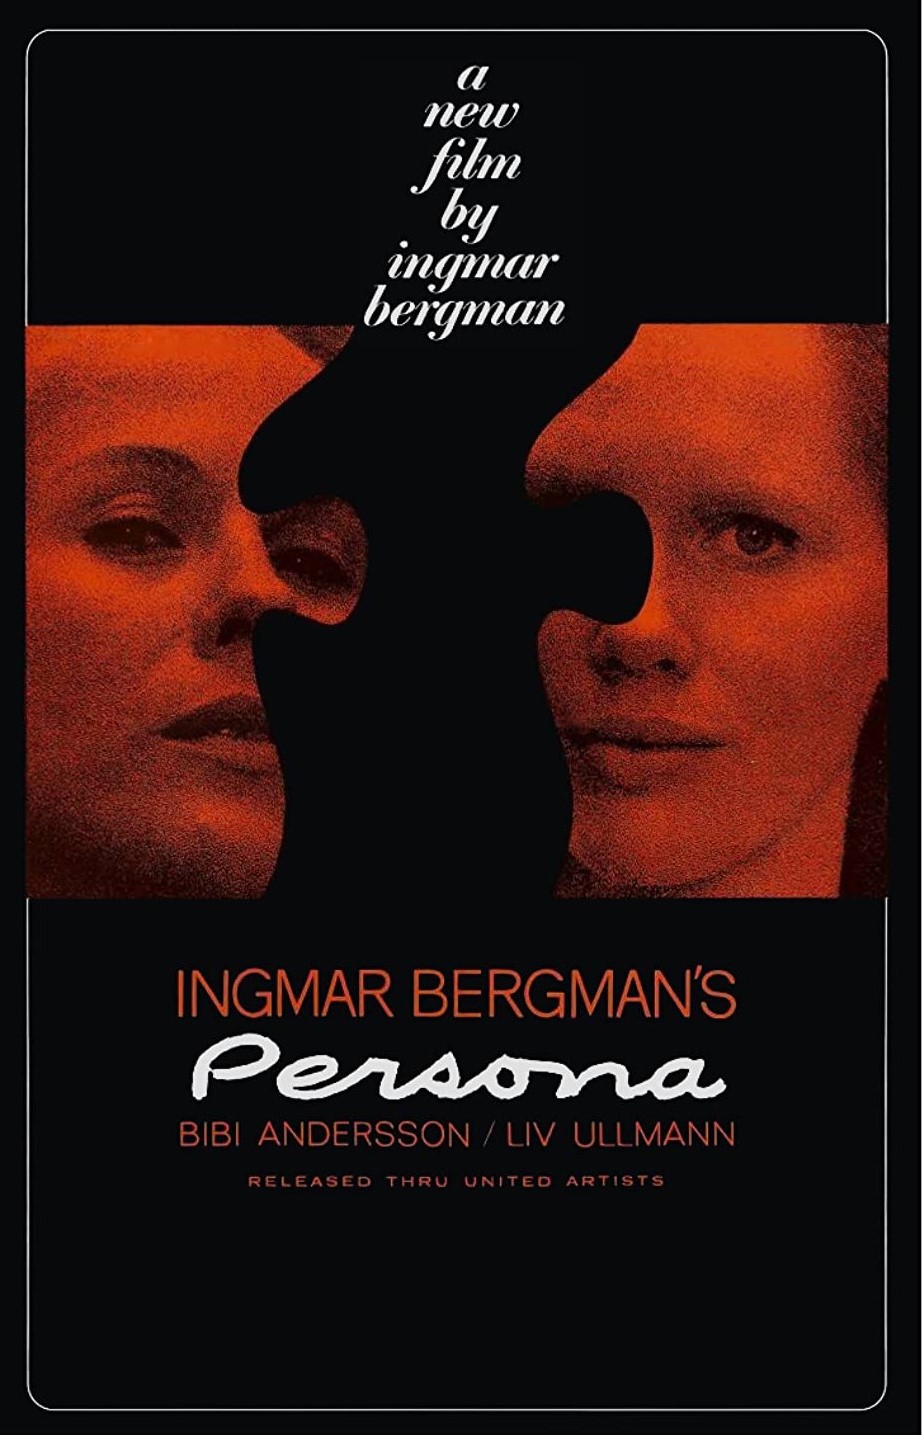 a
new
film
by
ingmar
bergman
INGMAR BERGMAN'S
Persona
BIBI ANDERSSON / LIV ULLMANN
RELEASED THRU UNITED ARTISTS